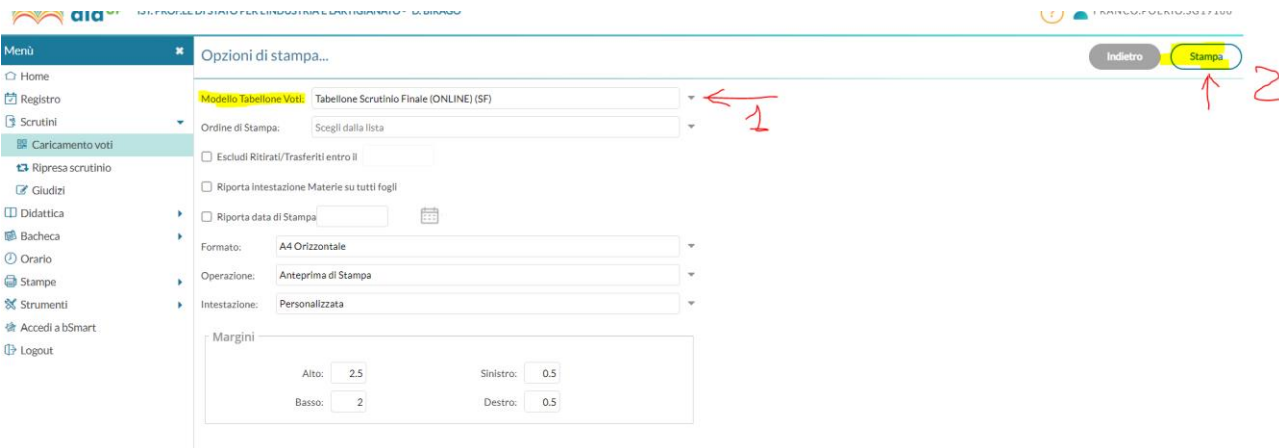 did UP IST. PROF.LE DI STATO PER L'INDUSTRIA E L'ARTIGIANATO - "D. BIRAGO" ?
Menù ×
Opzioni di stampa...
Indietro
Stampa
Home
Registro
Scrutini
Caricamento voti
Ripresa scrutinio
Giudizi
Didattica
Bacheca
Orario
Stampe
Strumenti
Accedi a bSmart
Logout
Modello Tabellone Voti: Tabellone Scrutinio Finale (ONLINE) (SF)
1
2
Ordine di Stampa: Scegli dalla lista
Escludi Ritirati/Trasferiti entro il
Riporta intestazione Materie su tutti fogli
Riporta data di Stampa
Formato: A4 Orizzontale
Operazione: Anteprima di Stampa
Intestazione: Personalizzata
Margini
Alto: 2.5 Sinistro: 0.5
Basso: 2 Destro: 0.5